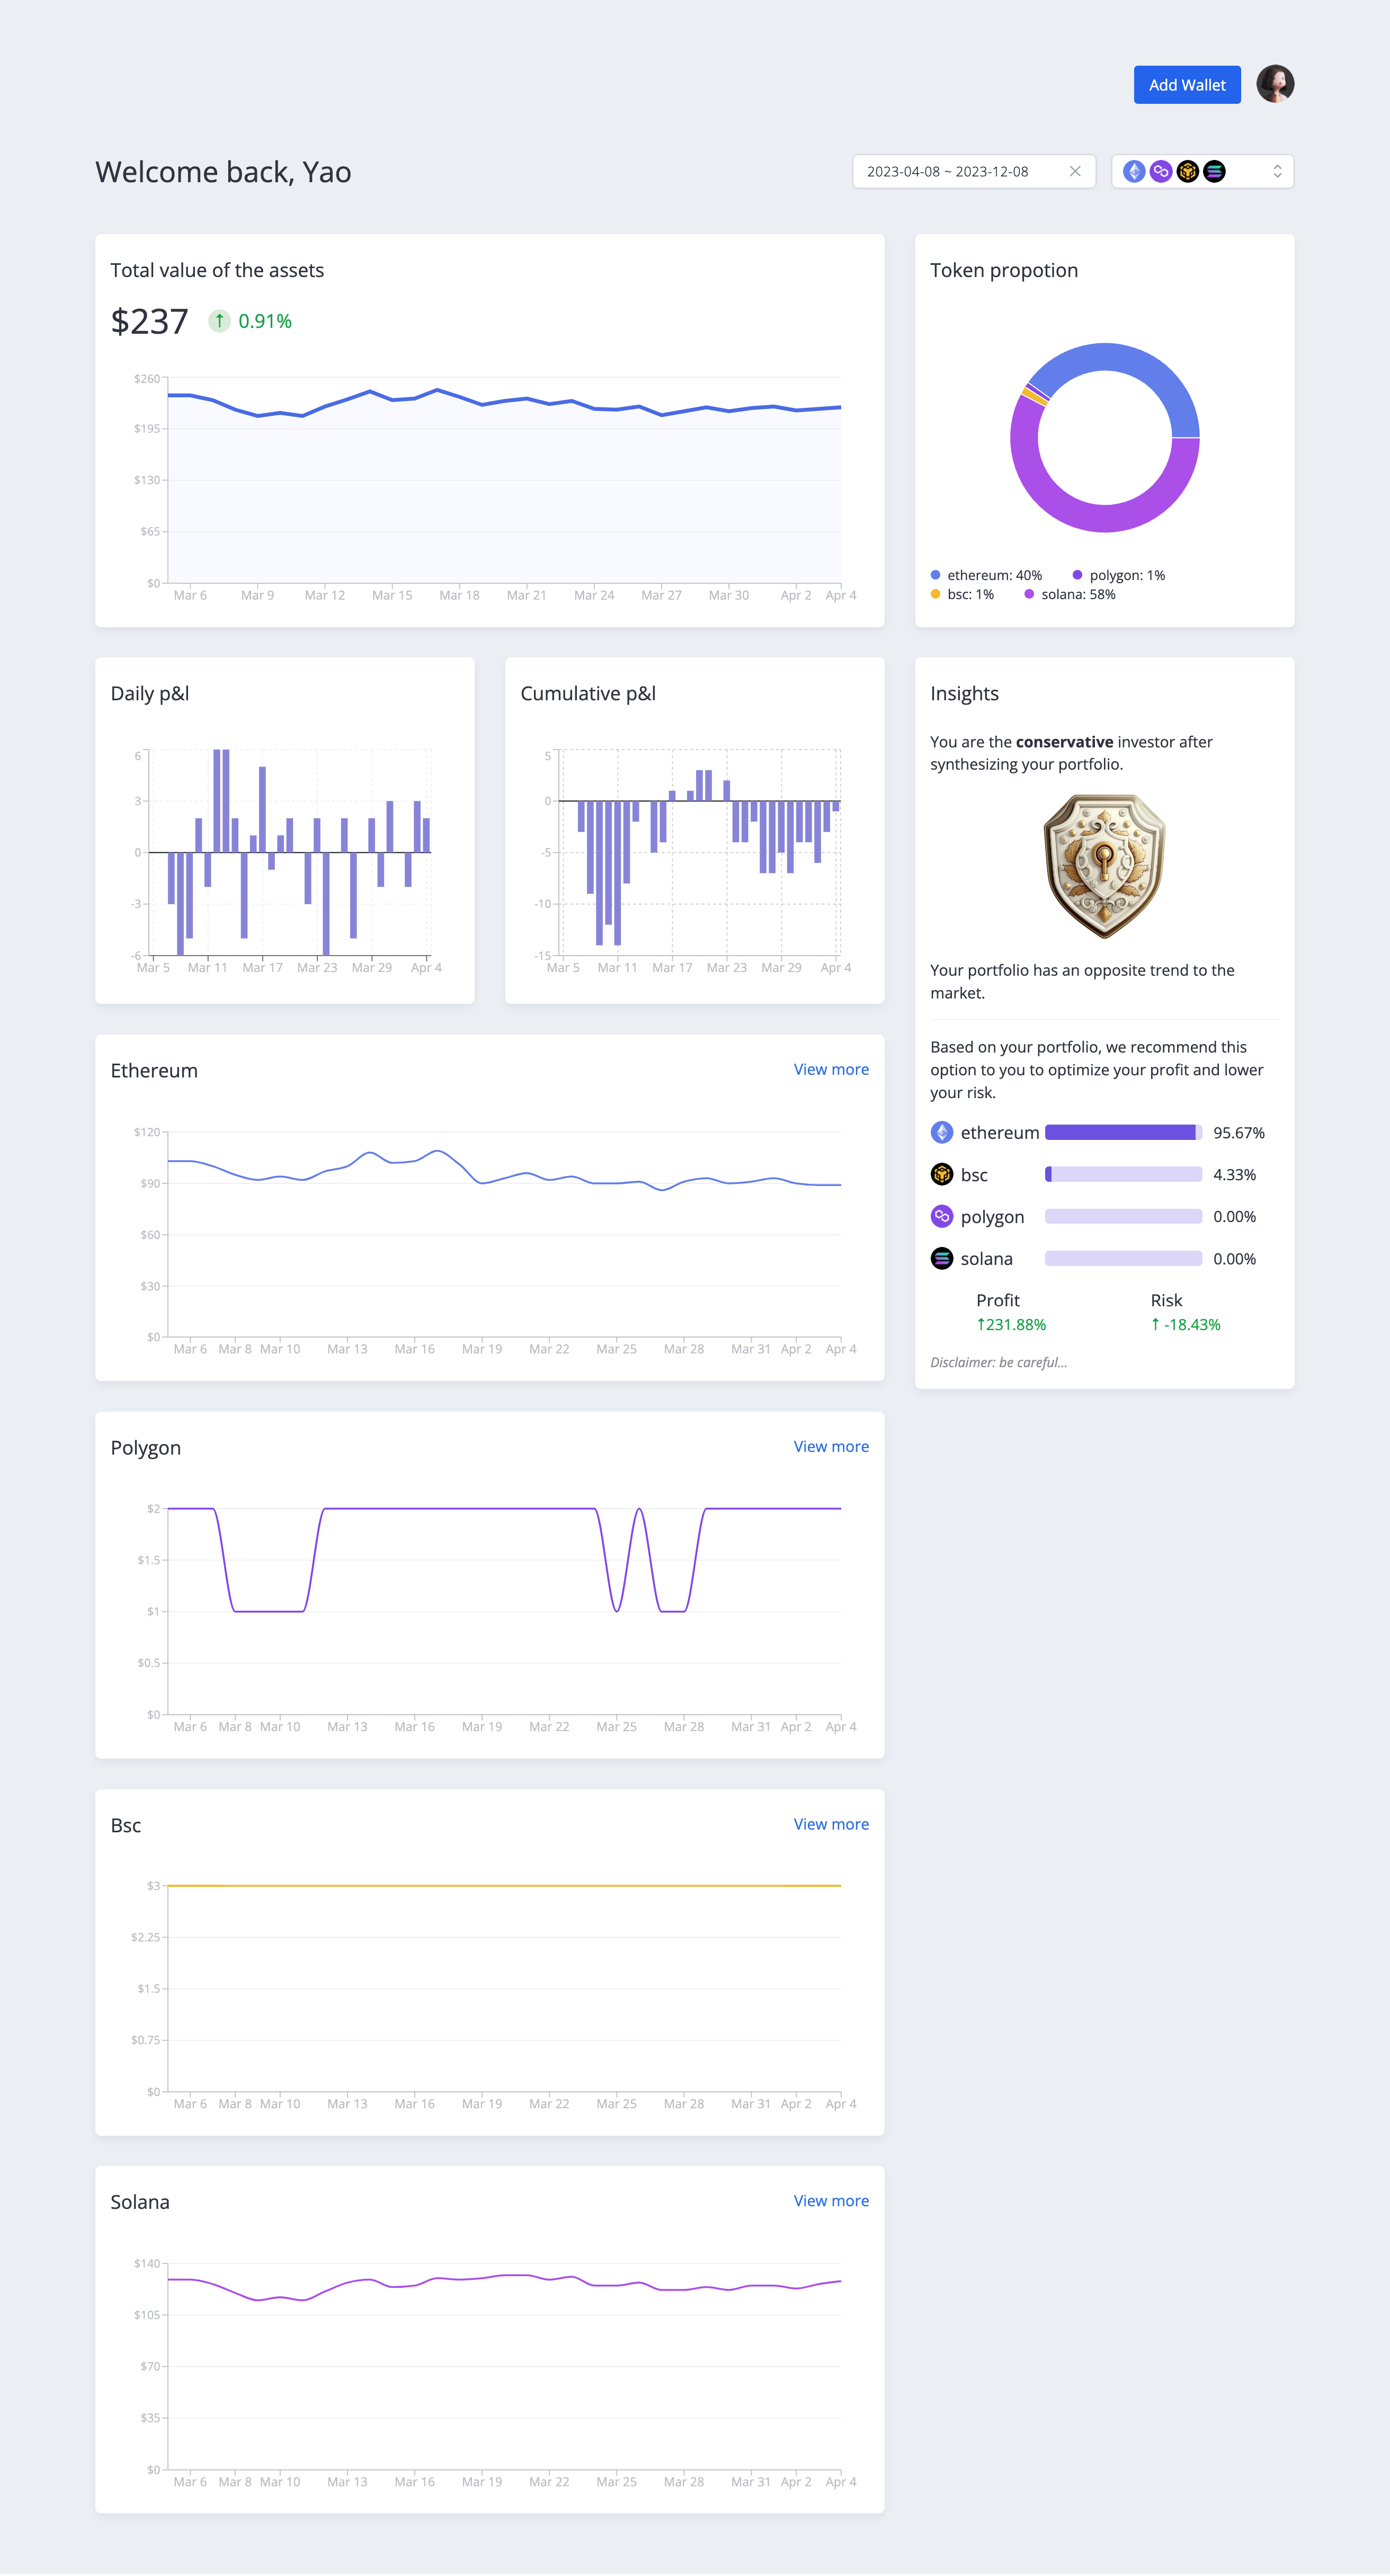 Add Wallet
Welcome back, Yao
2023-04-08 ~ 2023-12-08
Total value of the assets
$237
0.91%
$260
$195
$130
$65
$0
Mar 6 Mar 9 Mar 12 Mar 15 Mar 18 Mar 21 Mar 24 Mar 27 Mar 30 Apr 2 Apr 4
Token propotion
ethereum: 40% polygon: 1%
bsc: 1% solana: 58%
Daily p&l
6
3
0
-3
-6
Mar 5 Mar 11 Mar 17 Mar 23 Mar 29 Apr 4
Cumulative p&l
5
0
-5
-10
-15
Mar 5 Mar 11 Mar 17 Mar 23 Mar 29 Apr 4
Insights
You are the conservative investor after
synthesizing your portfolio.
Your portfolio has an opposite trend to the
market.
Based on your portfolio, we recommend this
option to you to optimize your profit and lower
your risk.
ethereum 95.67%
bsc 4.33%
polygon 0.00%
solana 0.00%
Profit Risk
↑231.88% ↑ -18.43%
Disclaimer: be careful...
Ethereum View more
$120
$90
$60
$30
$0
Mar 6 Mar 8 Mar 10 Mar 13 Mar 16 Mar 19 Mar 22 Mar 25 Mar 28 Mar 31 Apr 2 Apr 4
Polygon View more
$2
$1.5
$1
$0.5
$0
Mar 6 Mar 8 Mar 10 Mar 13 Mar 16 Mar 19 Mar 22 Mar 25 Mar 28 Mar 31 Apr 2 Apr 4
Bsc View more
$3
$2.25
$1.5
$0.75
$0
Mar 6 Mar 8 Mar 10 Mar 13 Mar 16 Mar 19 Mar 22 Mar 25 Mar 28 Mar 31 Apr 2 Apr 4
Solana View more
$140
$105
$70
$35
$0
Mar 6 Mar 8 Mar 10 Mar 13 Mar 16 Mar 19 Mar 22 Mar 25 Mar 28 Mar 31 Apr 2 Apr 4